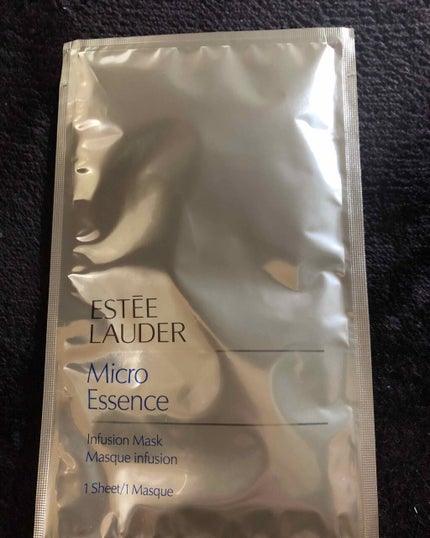 ESTĒE
LAUDER
Micro
Essence
Infusion Mask
Masque infusion
1 Sheet/1 Masque